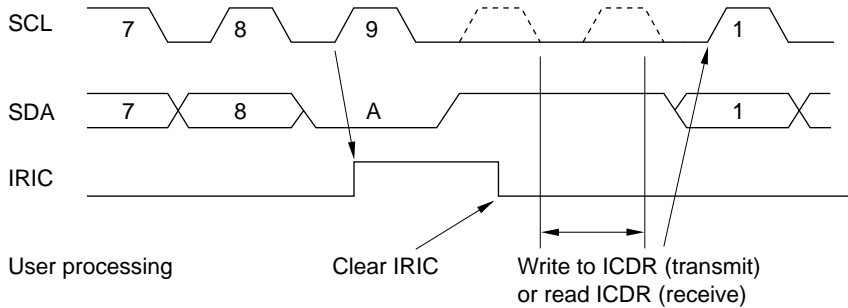 SCL 7 8 9 1
SDA 7 8 A 1
IRIC
User processing Clear IRIC Write to ICDR (transmit)
or read ICDR (receive)